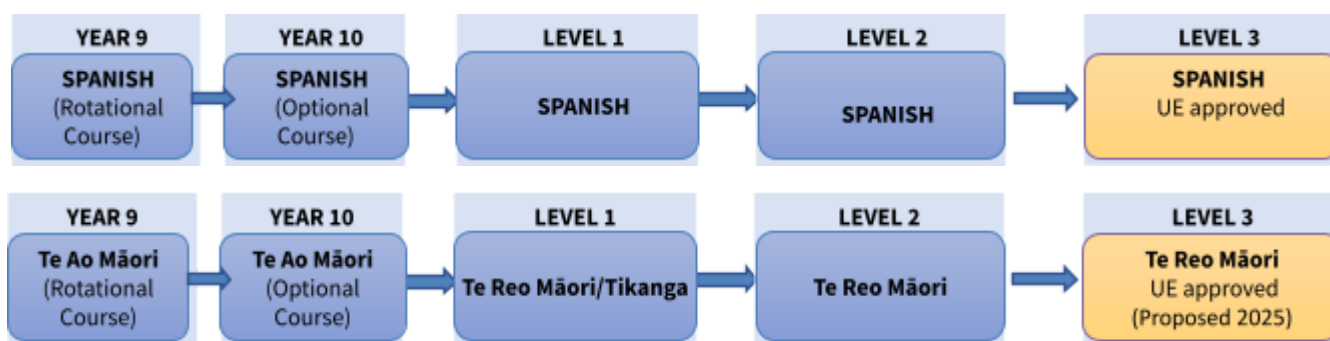 YEAR 9
YEAR 10
LEVEL 1
LEVEL 2
LEVEL 3
SPANISH
(Rotational
Course)
SPANISH
(Optional
Course)
SPANISH
SPANISH
SPANISH
UE approved
YEAR 9
YEAR 10
LEVEL 1
LEVEL 2
LEVEL 3
Te Ao Māori
(Rotational
Course)
Te Ao Māori
(Optional
Course)
Te Reo Māori/Tikanga
Te Reo Māori
Te Reo Māori
UE approved
(Proposed 2025)